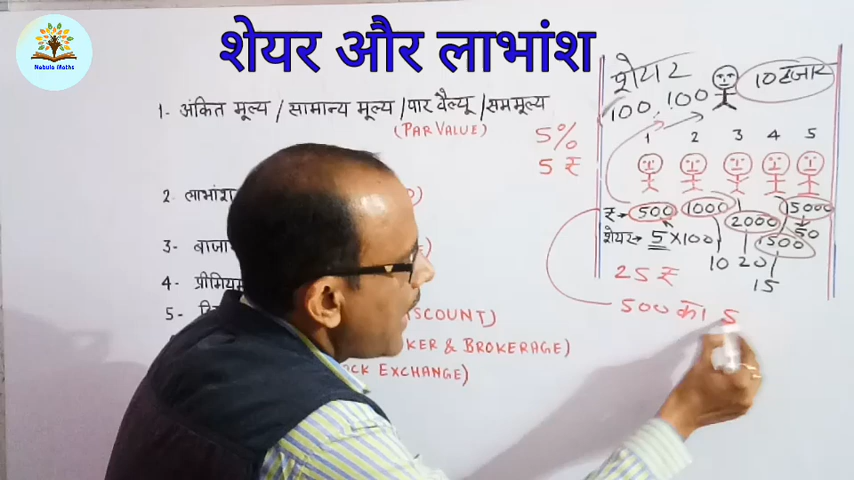 शेयर और लाभांश
Nebula Maths
1- अंकित मूल्य / सामान्य मूल्य / पार वैल्यू / सममूल्य
(PAR VALUE)
5%
5 ₹
2 लाभांश
3- बाजा
4- प्रीमियम
5-
ISCOUNT)
KER & BROKERAGE)
OCK EXCHANGE)
शेयर
100, 100
10 हजार
1 2 3 4 5
₹→ 500 1000 2000 1500 5000
शेयर→ 5×100
10 20 50
15
25 ₹
500 का 5